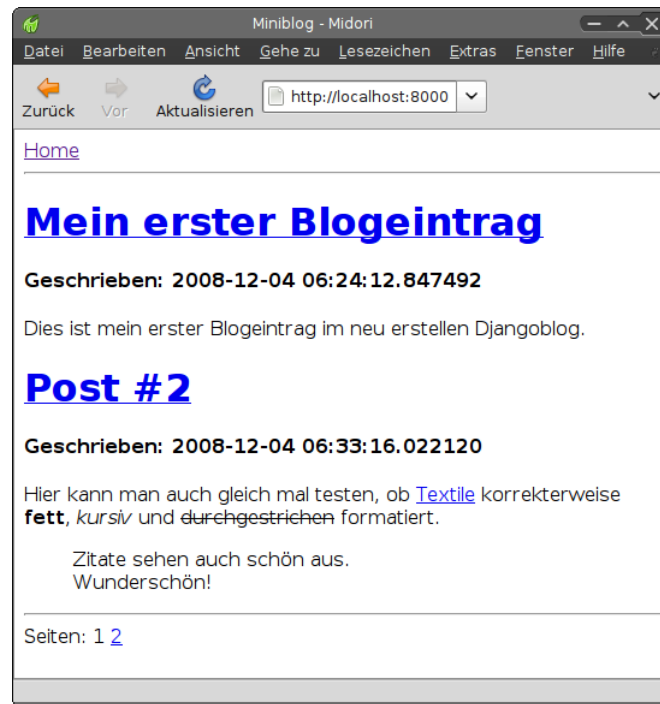 Miniblog - Midori
Datei Bearbeiten Ansicht Gehe zu Lesezeichen Extras Fenster Hilfe
Zurück Vor Aktualisieren http://localhost:8000
Home
Mein erster Blogeintrag
Geschrieben: 2008-12-04 06:24:12.847492
Dies ist mein erster Blogeintrag im neu erstellen Djangoblog.
Post #2
Geschrieben: 2008-12-04 06:33:16.022120
Hier kann man auch gleich mal testen, ob Textile korrekterweise
fett, kursiv und durchgestrichen formatiert.
Zitate sehen auch schön aus.
Wunderschön!
Seiten: 1 2